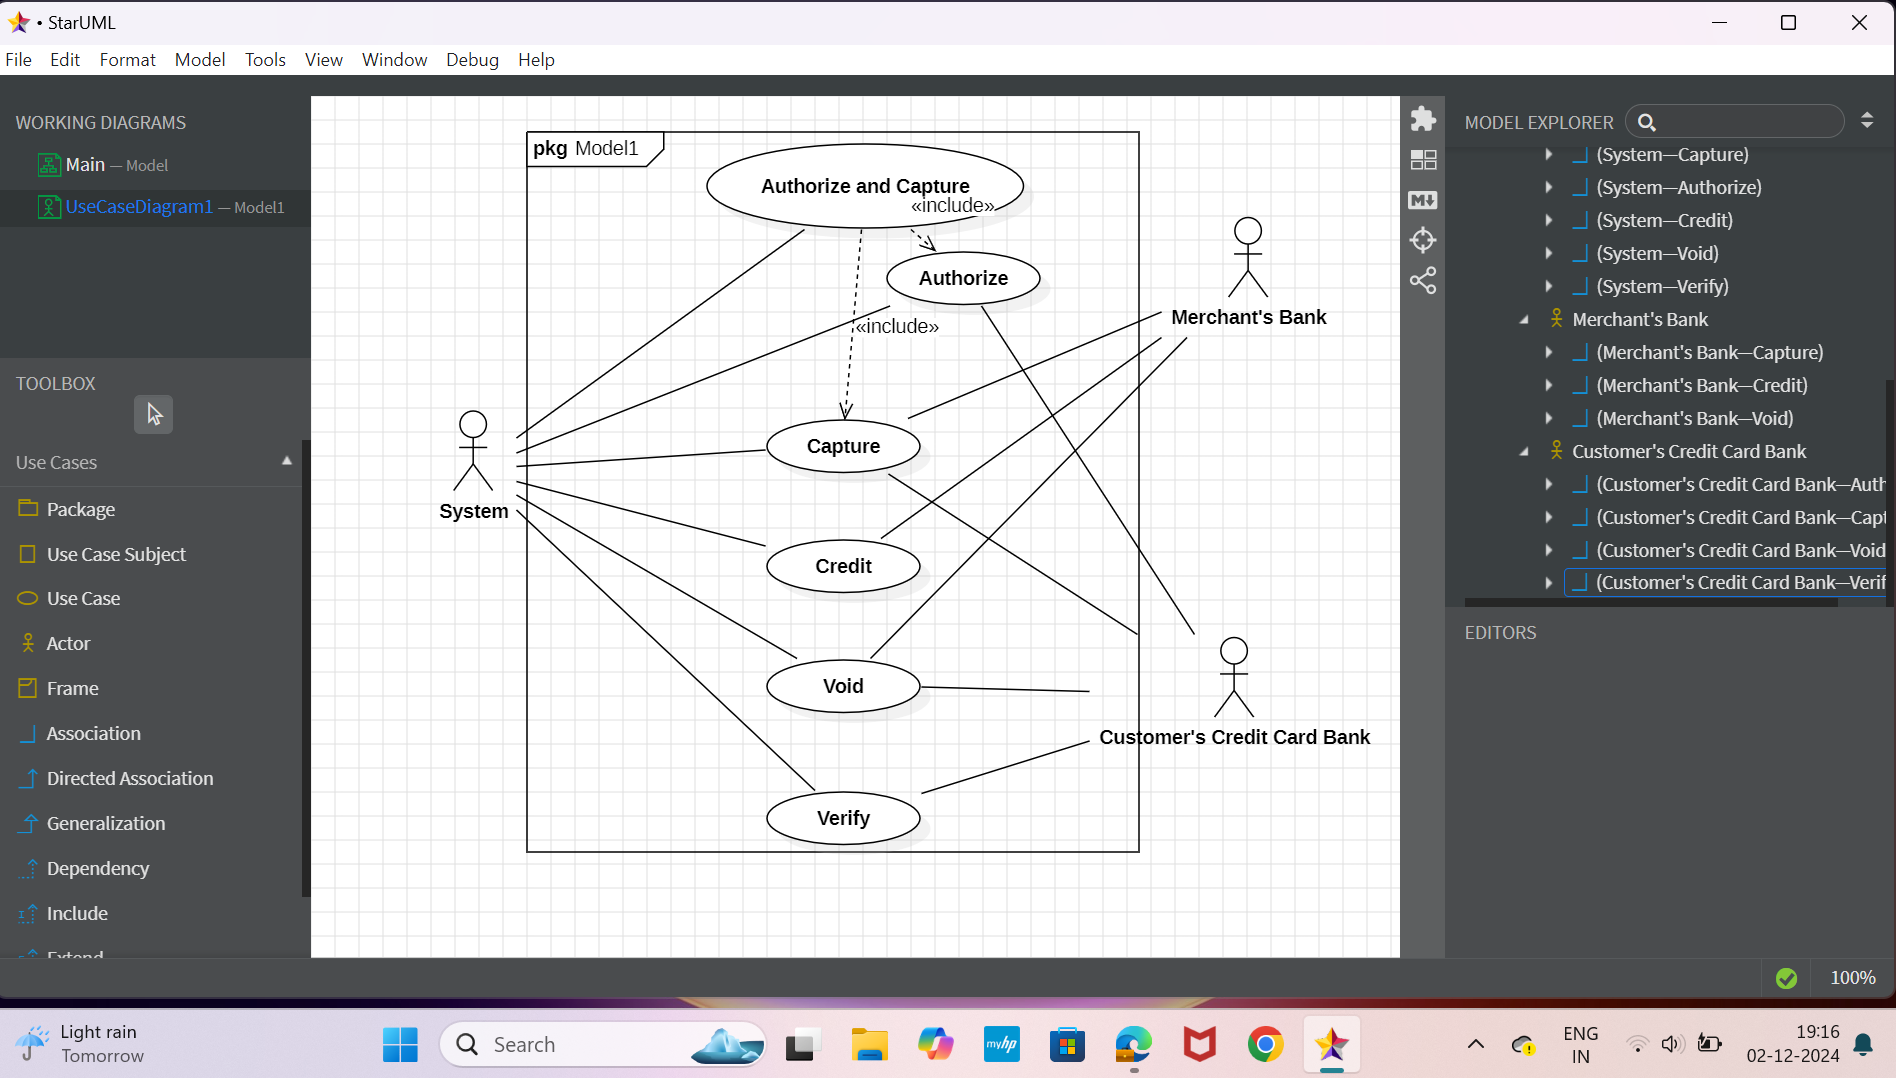 • StarUML
File Edit Format Model Tools View Window Debug Help
WORKING DIAGRAMS
Main — Model
UseCaseDiagram1 — Model1
TOOLBOX
Use Cases
Package
Use Case Subject
Use Case
Actor
Frame
Association
Directed Association
Generalization
Dependency
Include
Extend
pkg Model1
Authorize and Capture
«include»
Authorize
«include»
Merchant's Bank
Capture
System
Credit
Void
Customer's Credit Card Bank
Verify
MODEL EXPLORER
(System—Capture)
(System—Authorize)
(System—Credit)
(System—Void)
(System—Verify)
Merchant's Bank
(Merchant's Bank—Capture)
(Merchant's Bank—Credit)
(Merchant's Bank—Void)
Customer's Credit Card Bank
(Customer's Credit Card Bank—Auth
(Customer's Credit Card Bank—Capt
(Customer's Credit Card Bank—Void
(Customer's Credit Card Bank—Verif
EDITORS
M
100%
Light rain
Tomorrow
Search
myhp
ENG
IN
19:16
02-12-2024